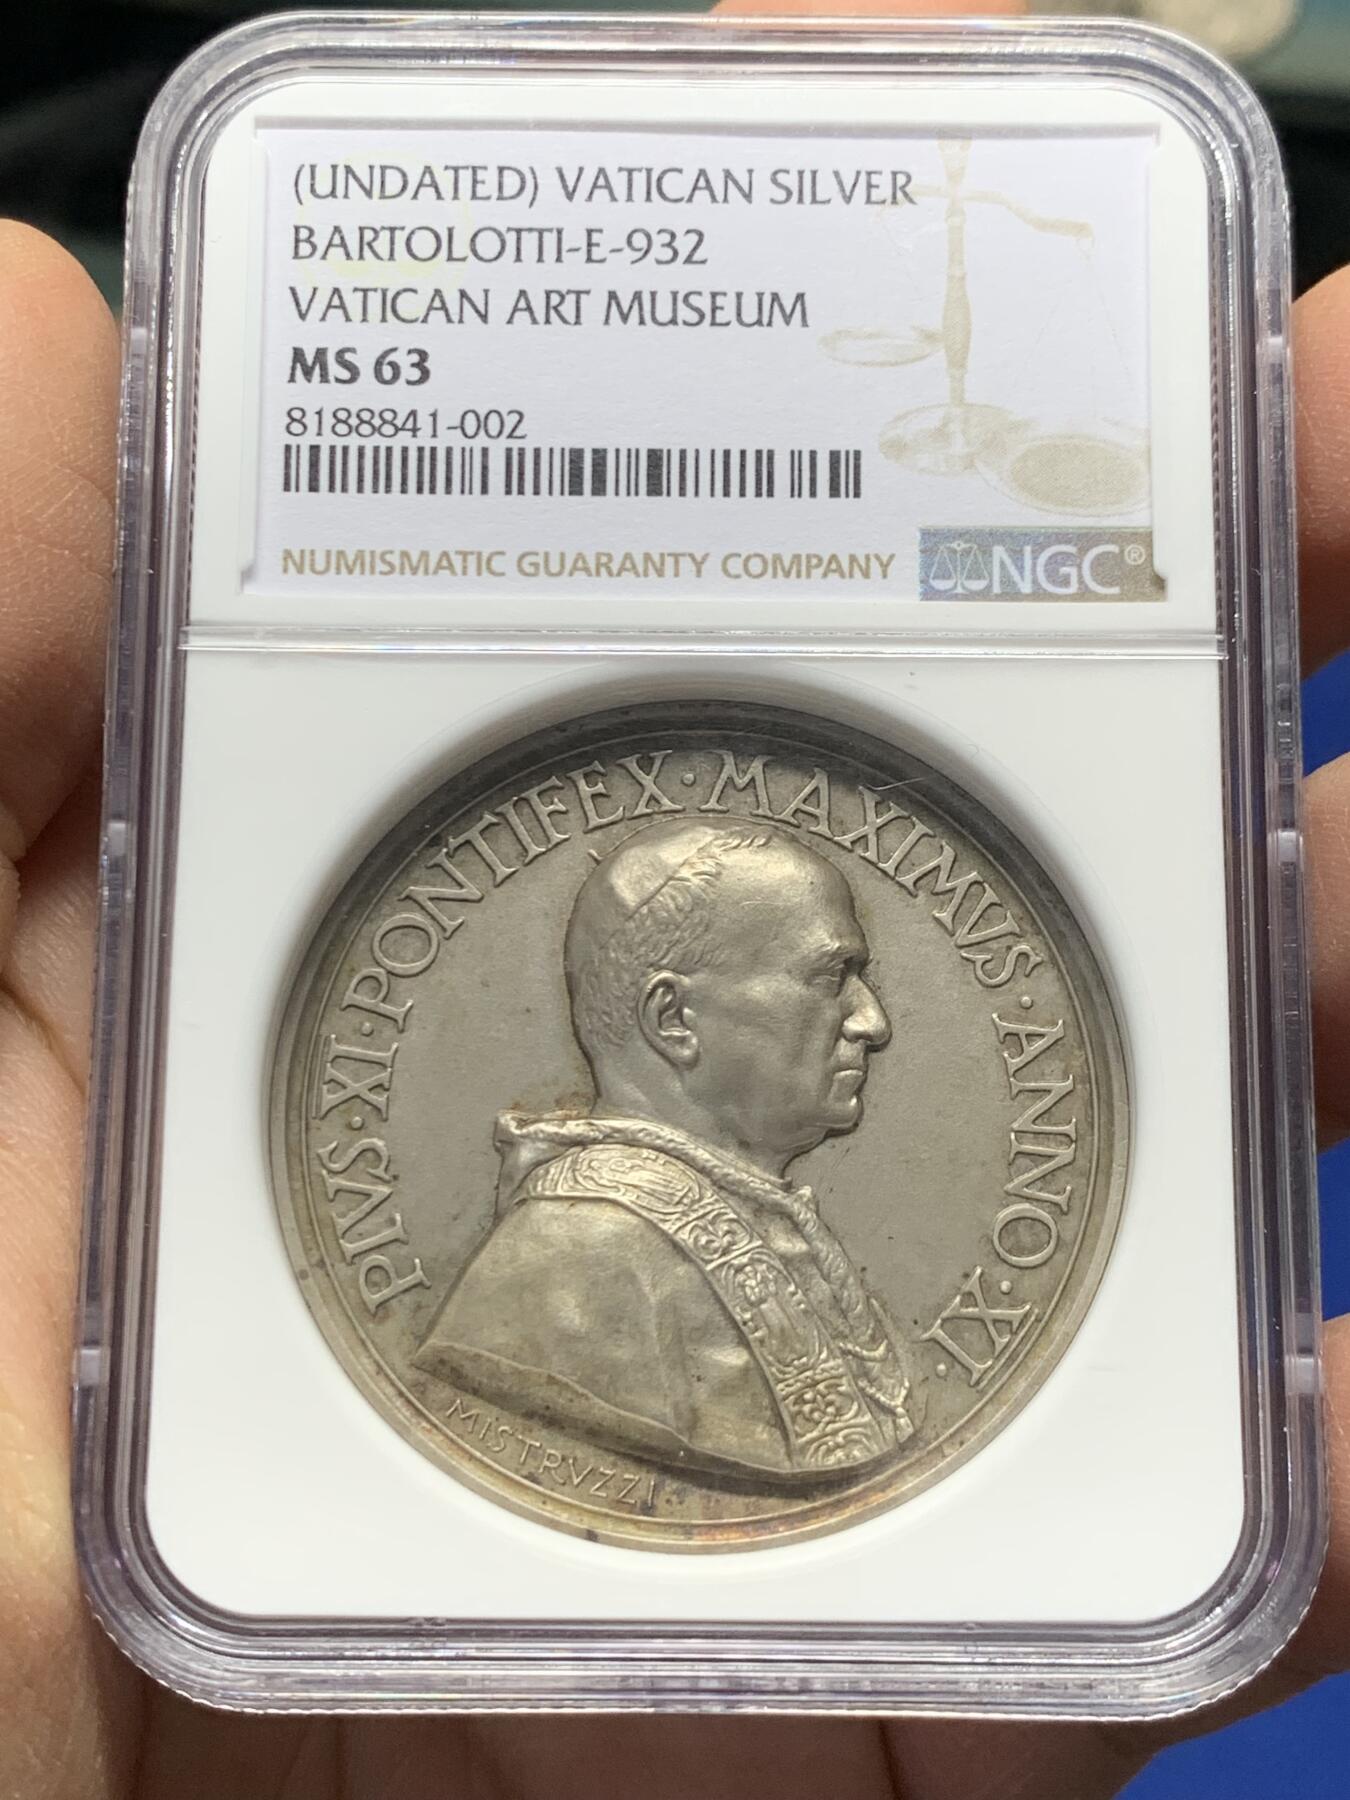 (UNDATED) VATICAN SILVER
BARTOLOTTI-E-932
VATICAN ART MUSEUM
MS 63
8188841-002
NUMISMATIC GUARANTY COMPANY
NGC®
PIVS·XI·PONTIFEX·MAXIMVS·ANNO·XI·
MISTRVZZI